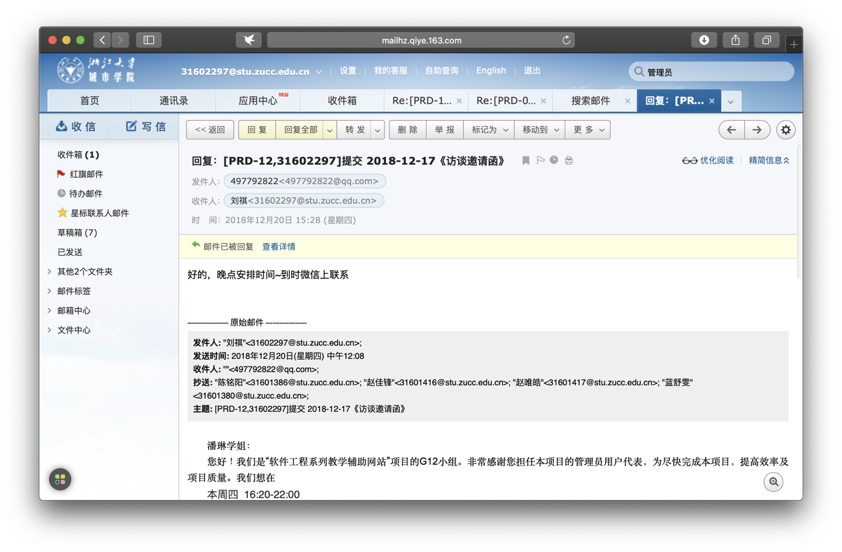 mailhz.qiye.163.com
浙江大学
城市学院
31602297@stu.zucc.edu.cn 设置 我的客服 自助查询 English 退出 管理员
首页 通讯录 应用中心 收件箱 Re:[PRD-1... × Re:[PRD-0... × 搜索邮件 × 回复：[PR... ×
收信 写信
<< 返回 回复 回复全部 转发 删除 举报 标记为 移动到 更多
收件箱 (1)
红旗邮件
待办邮件
星标联系人邮件
草稿箱 (7)
已发送
其他2个文件夹
邮件标签
邮箱中心
文件中心
回复：[PRD-12,31602297]提交 2018-12-17《访谈邀请函》 优化阅读 精简信息
发件人： 497792822<497792822@qq.com>
收件人： 刘祺<31602297@stu.zucc.edu.cn>
时 间： 2018年12月20日 15:28 (星期四)
邮件已被回复 查看详情
好的，晚点安排时间~到时微信上联系
------------------ 原始邮件 ------------------
发件人: "刘祺"<31602297@stu.zucc.edu.cn>;
发送时间: 2018年12月20日(星期四) 中午12:08
收件人: ""<497792822@qq.com>;
抄送: "陈铭阳"<31601386@stu.zucc.edu.cn>; "赵佳锋"<31601416@stu.zucc.edu.cn>; "赵唯皓"<31601417@stu.zucc.edu.cn>; "蓝舒雯"
<31601380@stu.zucc.edu.cn>;
主题: [PRD-12,31602297]提交 2018-12-17《访谈邀请函》
潘琳学姐：
您好！我们是“软件工程系列教学辅助网站”项目的G12小组。非常感谢您担任本项目的管理员用户代表，为尽快完成本项目，提高效率及
项目质量。我们想在
本周四 16:20-22:00